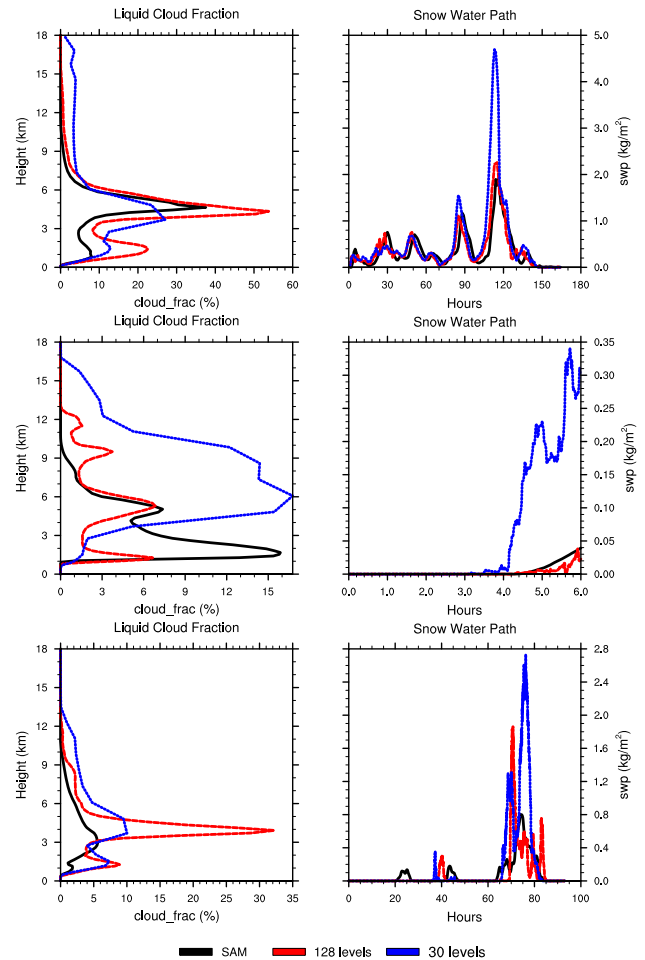 Liquid Cloud Fraction
Snow Water Path
18
15
12
9
6
3
0
Height (km)
0 10 20 30 40 50 60
cloud_frac (%)
5.0
4.0
3.0
2.0
1.0
0.0
swp (kg/m²)
0 30 60 90 120 150 180
Hours
Liquid Cloud Fraction
Snow Water Path
18
15
12
9
6
3
0
Height (km)
0 3 6 9 12 15
cloud_frac (%)
0.35
0.30
0.25
0.20
0.15
0.10
0.05
0.00
swp (kg/m²)
0.0 1.0 2.0 3.0 4.0 5.0 6.0
Hours
Liquid Cloud Fraction
Snow Water Path
18
15
12
9
6
3
0
Height (km)
0 5 10 15 20 25 30 35
cloud_frac (%)
2.8
2.4
2.0
1.6
1.2
0.8
0.4
0.0
swp (kg/m²)
0 20 40 60 80 100
Hours
SAM 128 levels 30 levels